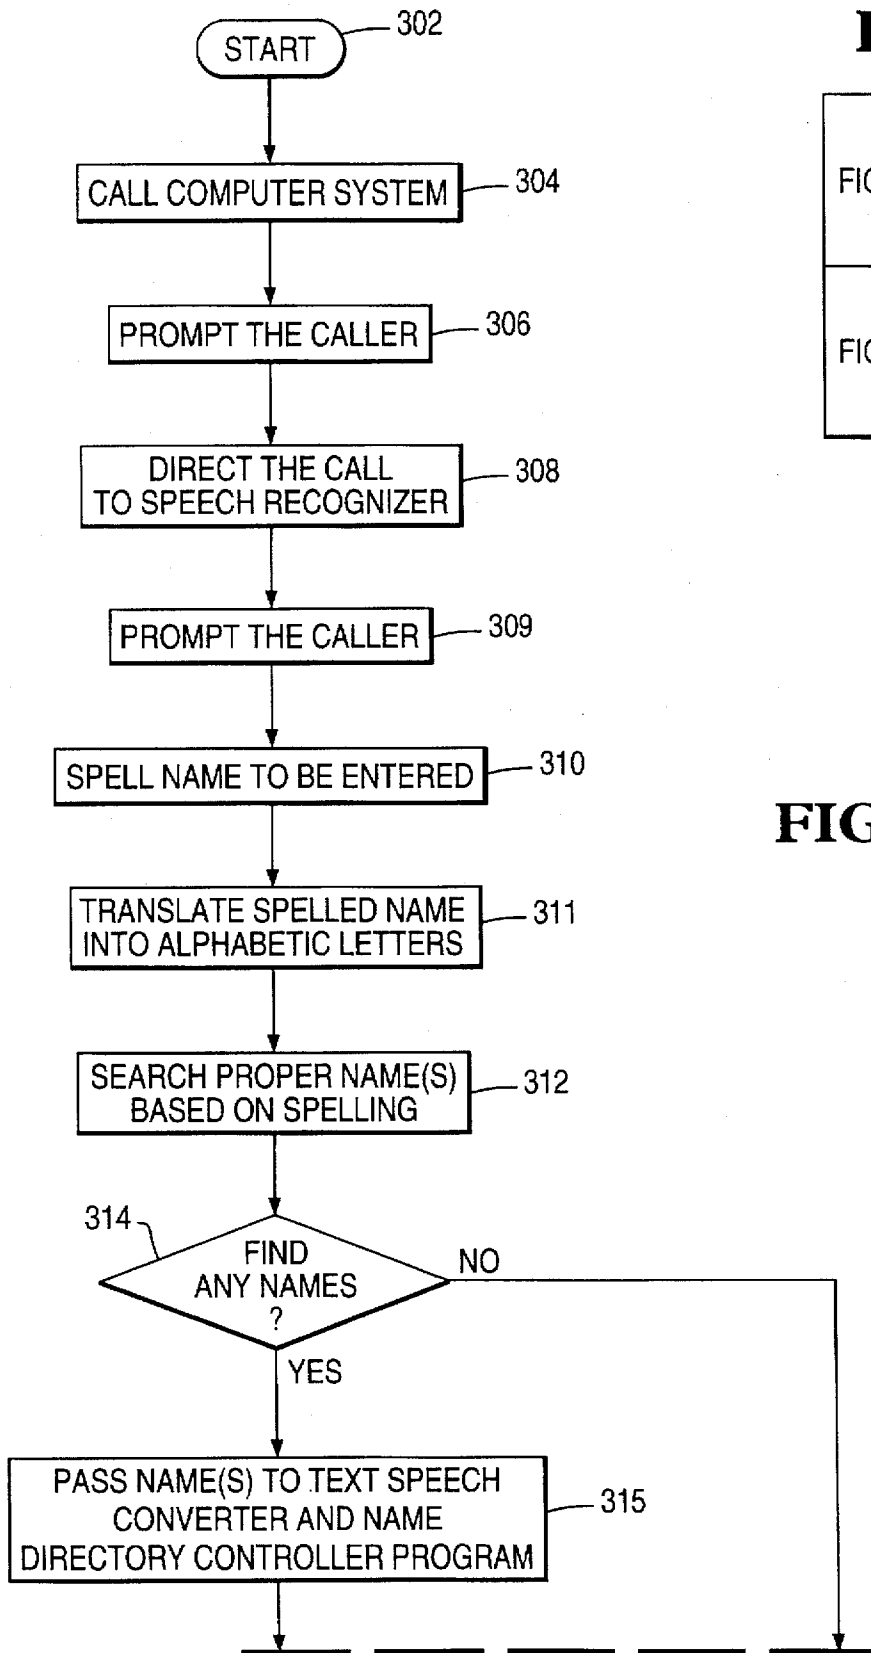 START
302
CALL COMPUTER SYSTEM
304
PROMPT THE CALLER
306
DIRECT THE CALL
TO SPEECH RECOGNIZER
308
PROMPT THE CALLER
309
SPELL NAME TO BE ENTERED
310
TRANSLATE SPELLED NAME
INTO ALPHABETIC LETTERS
311
SEARCH PROPER NAME(S)
BASED ON SPELLING
312
314
FIND
ANY NAMES
?
NO
YES
PASS NAME(S) TO TEXT SPEECH
CONVERTER AND NAME
DIRECTORY CONTROLLER PROGRAM
315
FIG
FIG
FIG